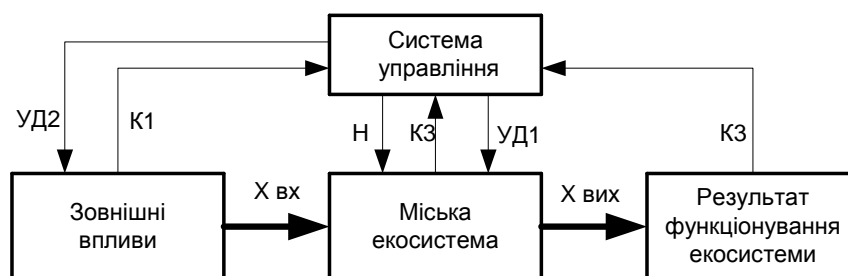 Система
управління
УД2
К1
Н
К3
УД1
К3
Х вх
Х вих
Зовнішні
впливи
Міська
екосистема
Результат
функціонування
екосистеми